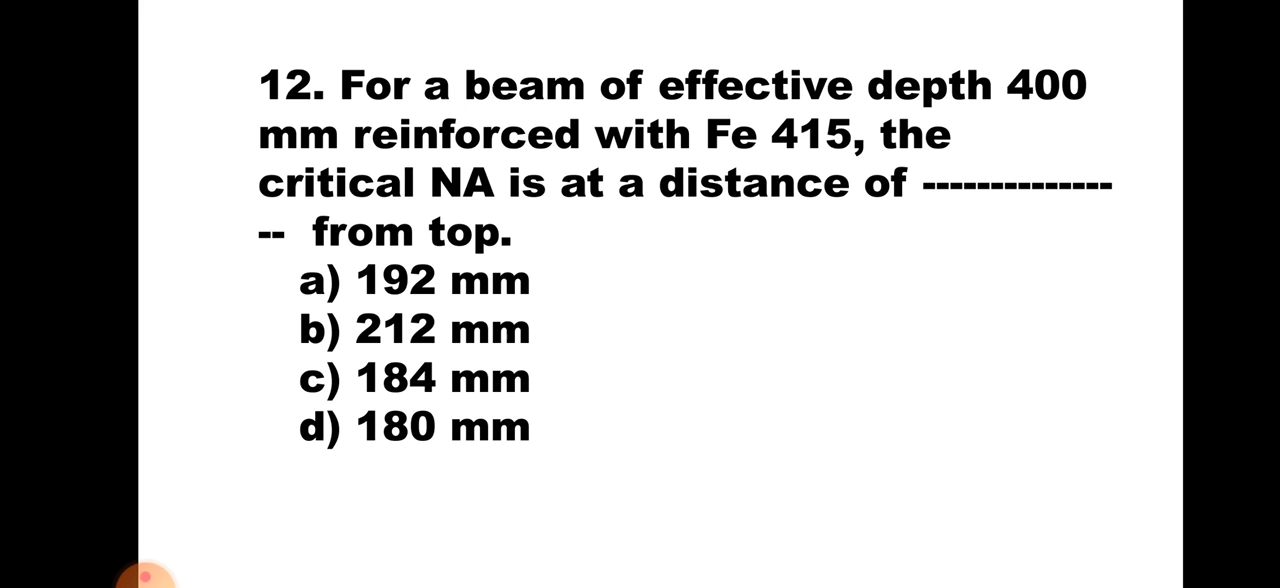 12. For a beam of effective depth 400
mm reinforced with Fe 415, the
critical NA is at a distance of --------------
-- from top.
a) 192 mm
b) 212 mm
c) 184 mm
d) 180 mm